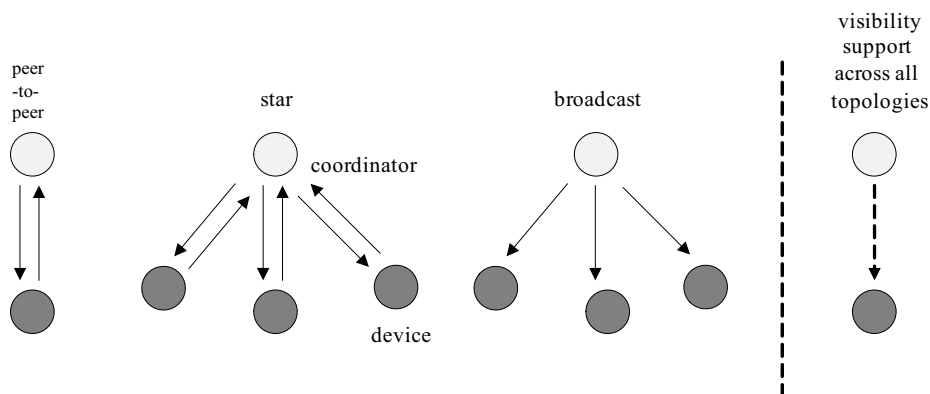 peer
-to-
peer
star
coordinator
device
broadcast
visibility
support
across all
topologies